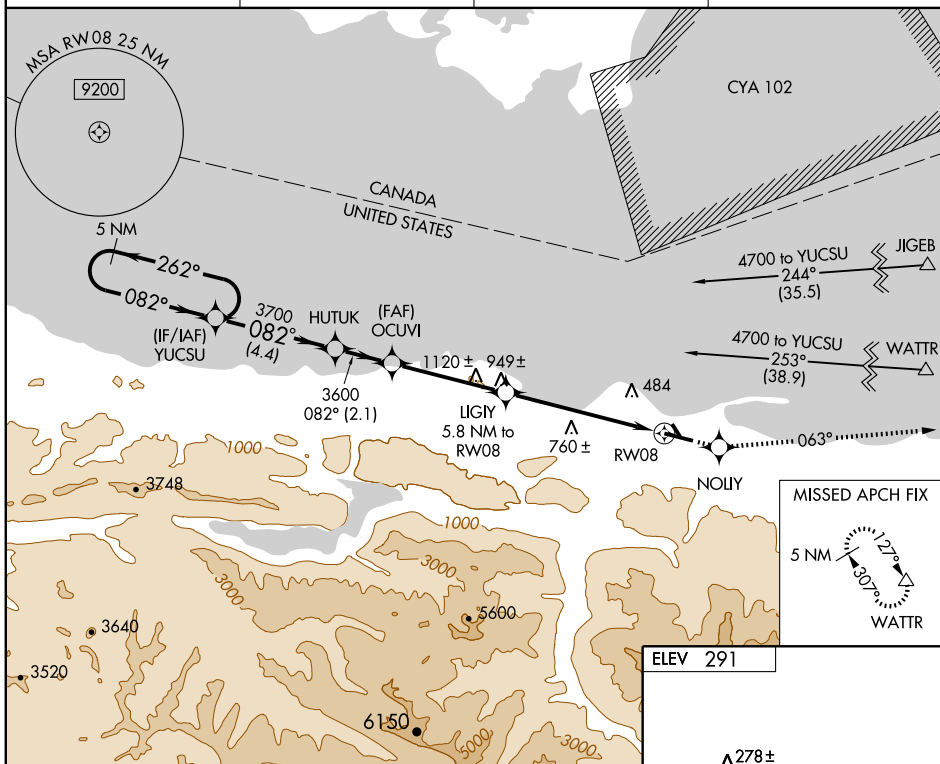 MSA RW08 25 NM
9200
CYA 102
CANADA
UNITED STATES
5 NM
262°
082°
(IF/IAF)
YUCSU
3700
082°
(4.4)
HUTUK
(FAF)
OCUVI
3600
082° (2.1)
1120 ±
949 ±
LIGIY
5.8 NM to
RW08
760 ±
484
RW08
NOLIY
063°
4700 to YUCSU
244°
(35.5)
JIGEB
4700 to YUCSU
253°
(38.9)
WATTR
1000
3748
1000
3000
3000
5600
3640
3520
6150
5000
3000
MISSED APCH FIX
5 NM
127°
307°
WATTR
ELEV 291
278 ±